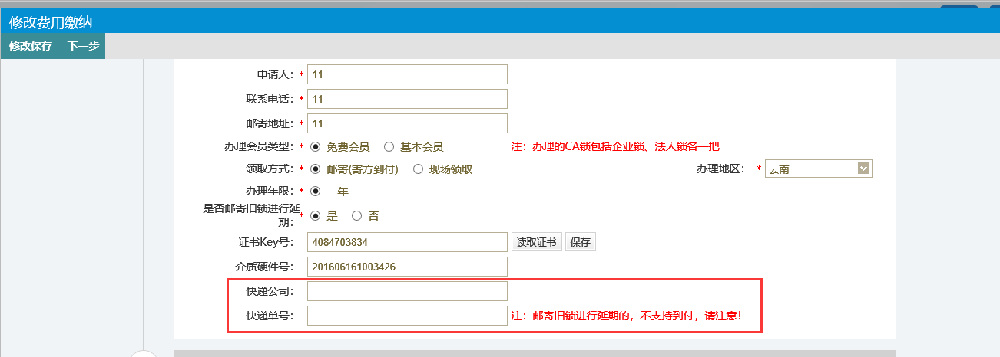 修改费用缴纳
修改保存 下一步
申请人：* 11
联系电话：* 11
邮寄地址：* 11
办理会员类型：* 免费会员 基本会员 注：办理的CA锁包括企业锁、法人锁各一把
领取方式：* 邮寄(寄方到付) 现场领取 办理地区： * 云南
办理年限：* 一年
是否邮寄旧锁进行延
期：* 是 否
证书Key号： 4084703834 读取证书 保存
介质硬件号： 201606161003426
快递公司：
快递单号： 注：邮寄旧锁进行延期的，不支持到付，请注意！